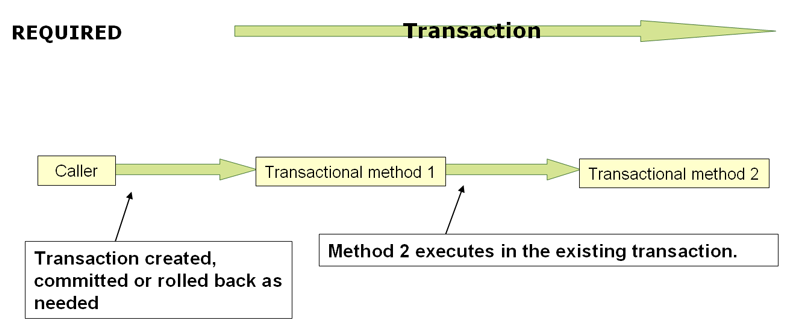 REQUIRED
Transaction
Caller
Transactional method 1
Transactional method 2
Transaction created,
committed or rolled back as
needed
Method 2 executes in the existing transaction.